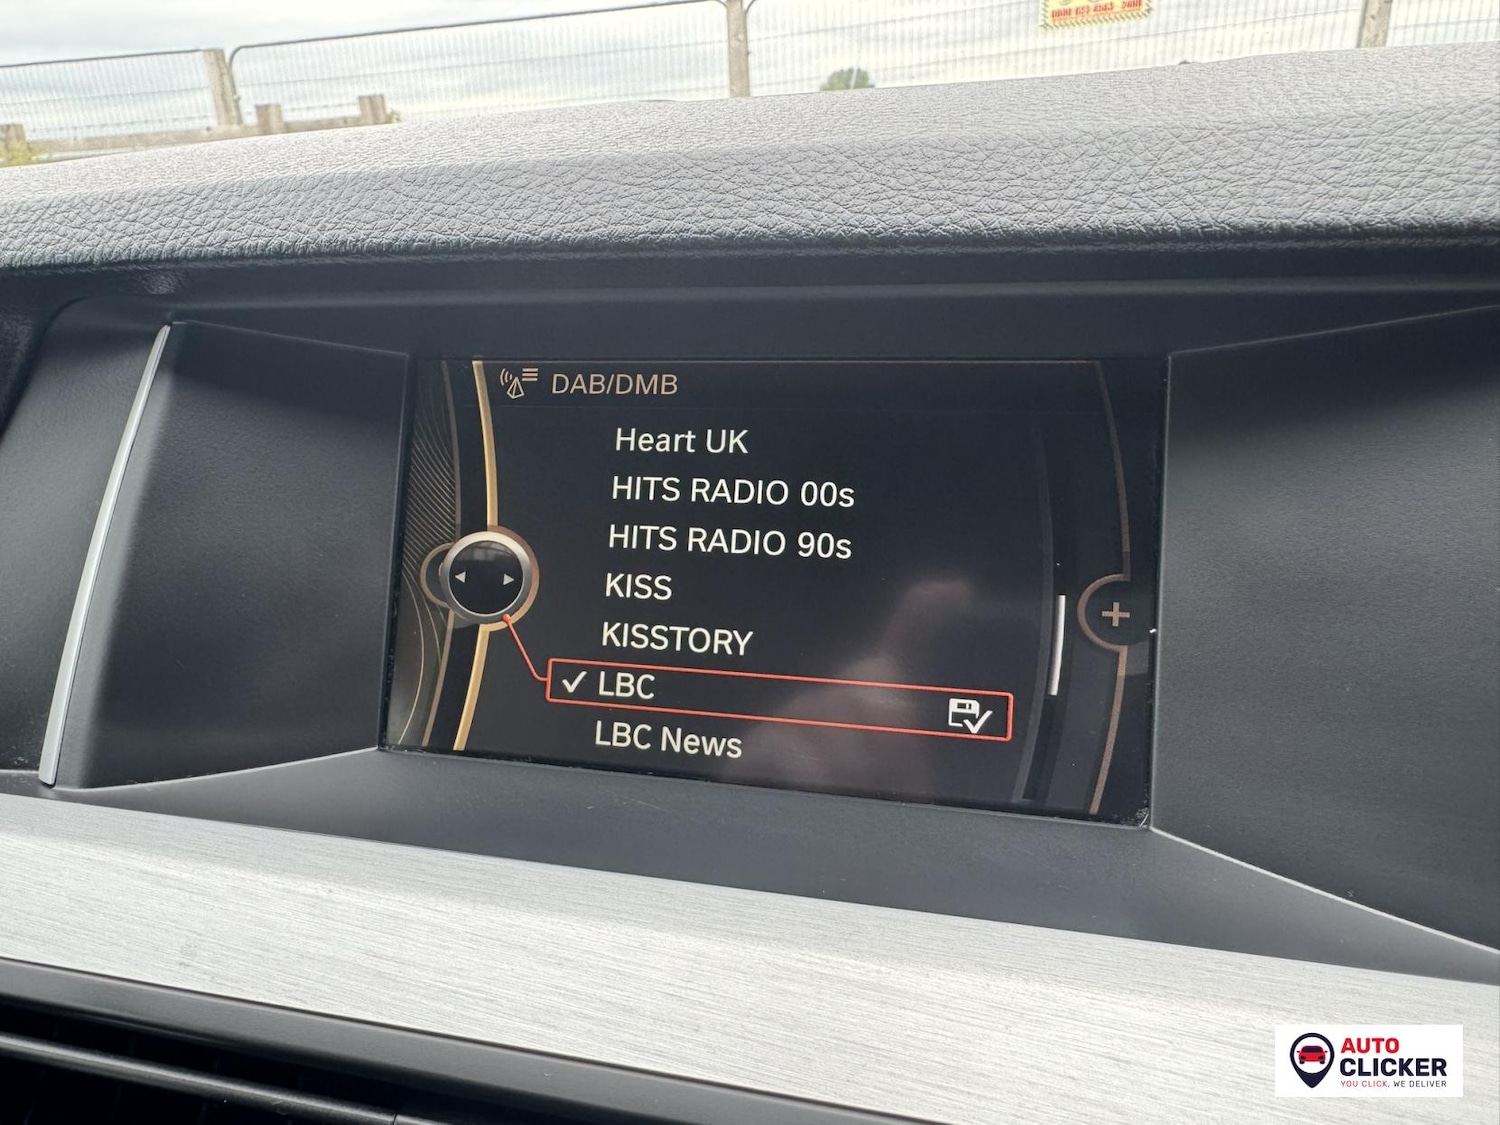 DAB/DMB
Heart UK
HITS RADIO 00s
HITS RADIO 90s
KISS
KISSTORY
LBC
LBC News
AUTO
CLICKER
YOU CLICK, WE DELIVER